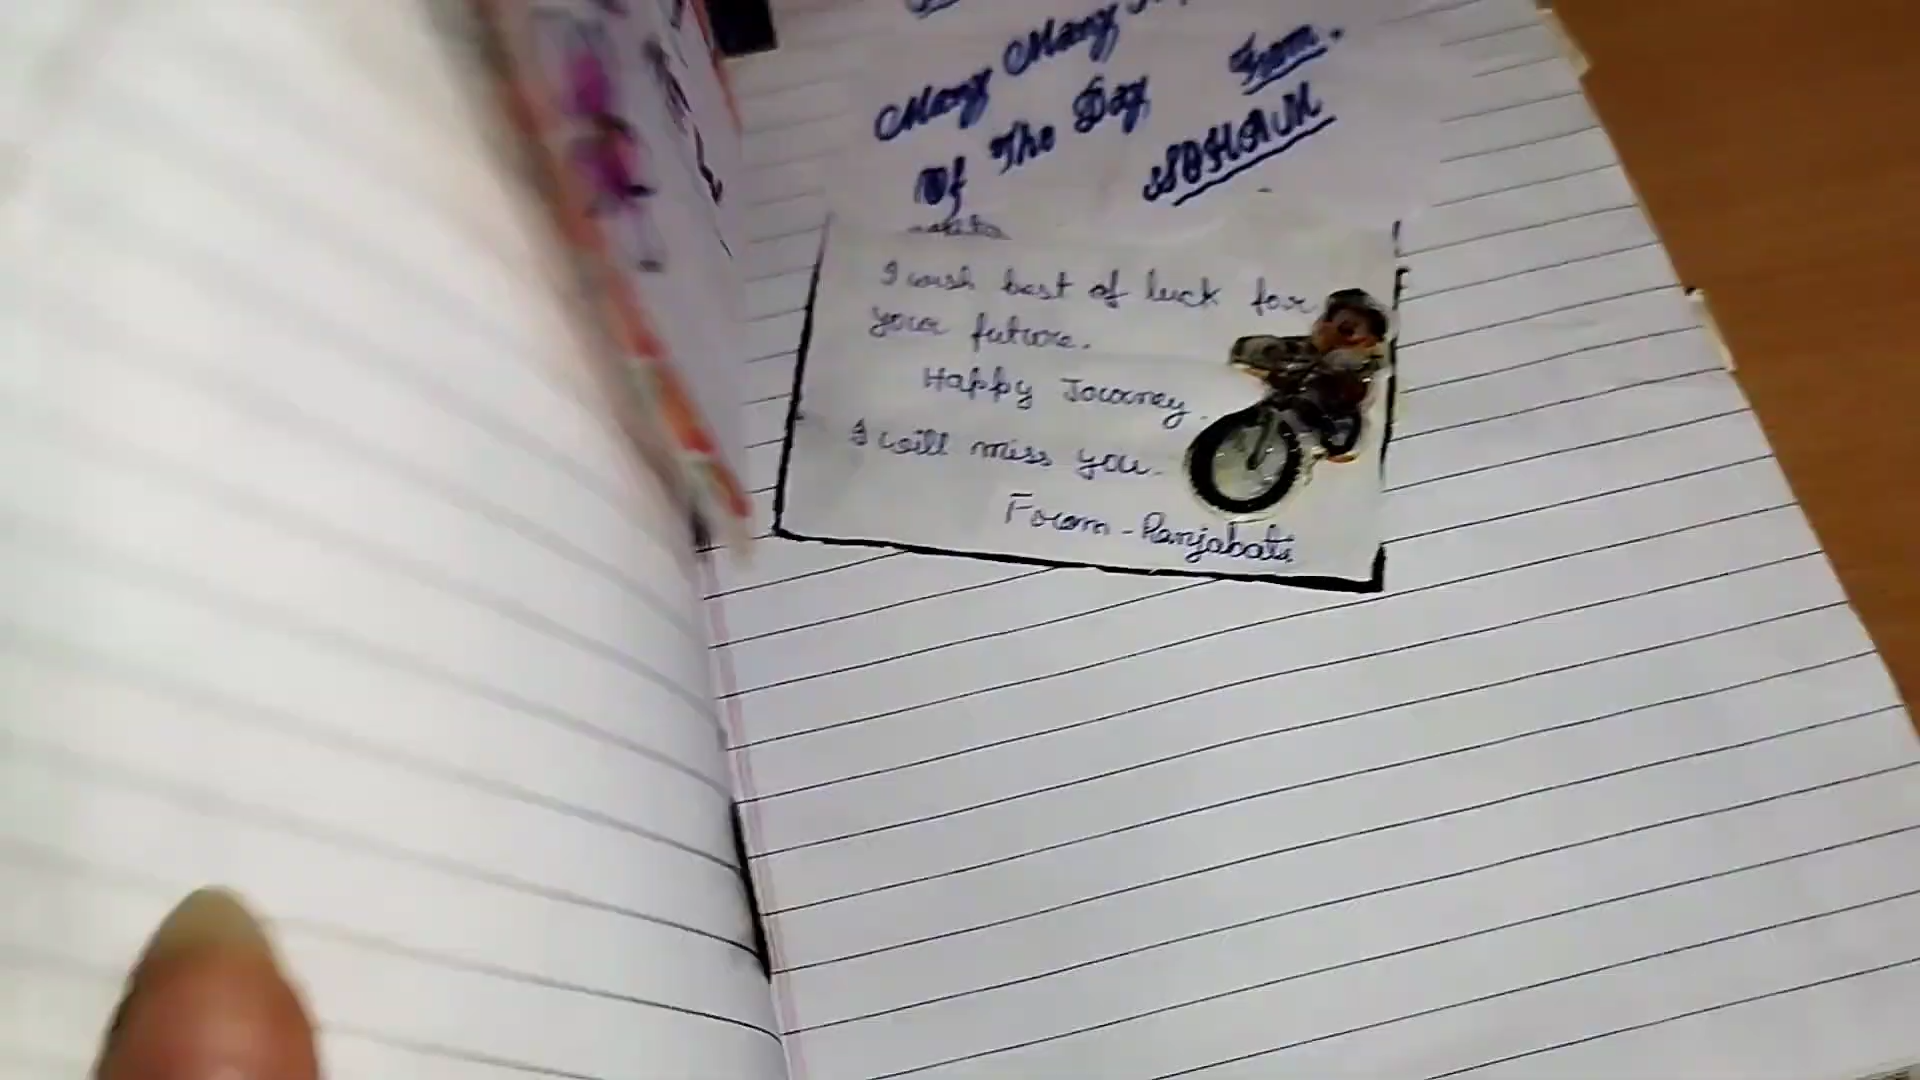 Many Many
Of The Day From.
SOHAM
I wish best of luck for
your future.
Happy Jouorney.
I will miss you.
From - Panjabati.